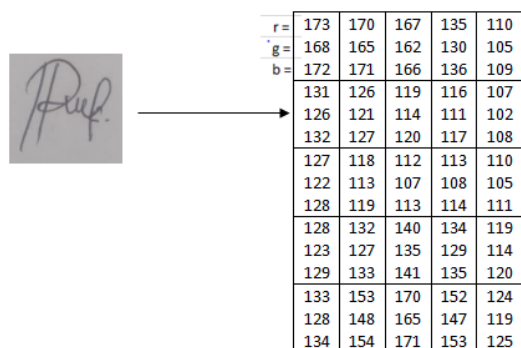 r = 173 170 167 135 110
g = 168 165 162 130 105
b = 172 171 166 136 109
131 126 119 116 107
126 121 114 111 102
132 127 120 117 108
127 118 112 113 110
122 113 107 108 105
128 119 113 114 111
128 132 140 134 119
123 127 135 129 114
129 133 141 135 120
133 153 170 152 124
128 148 165 147 119
134 154 171 153 125